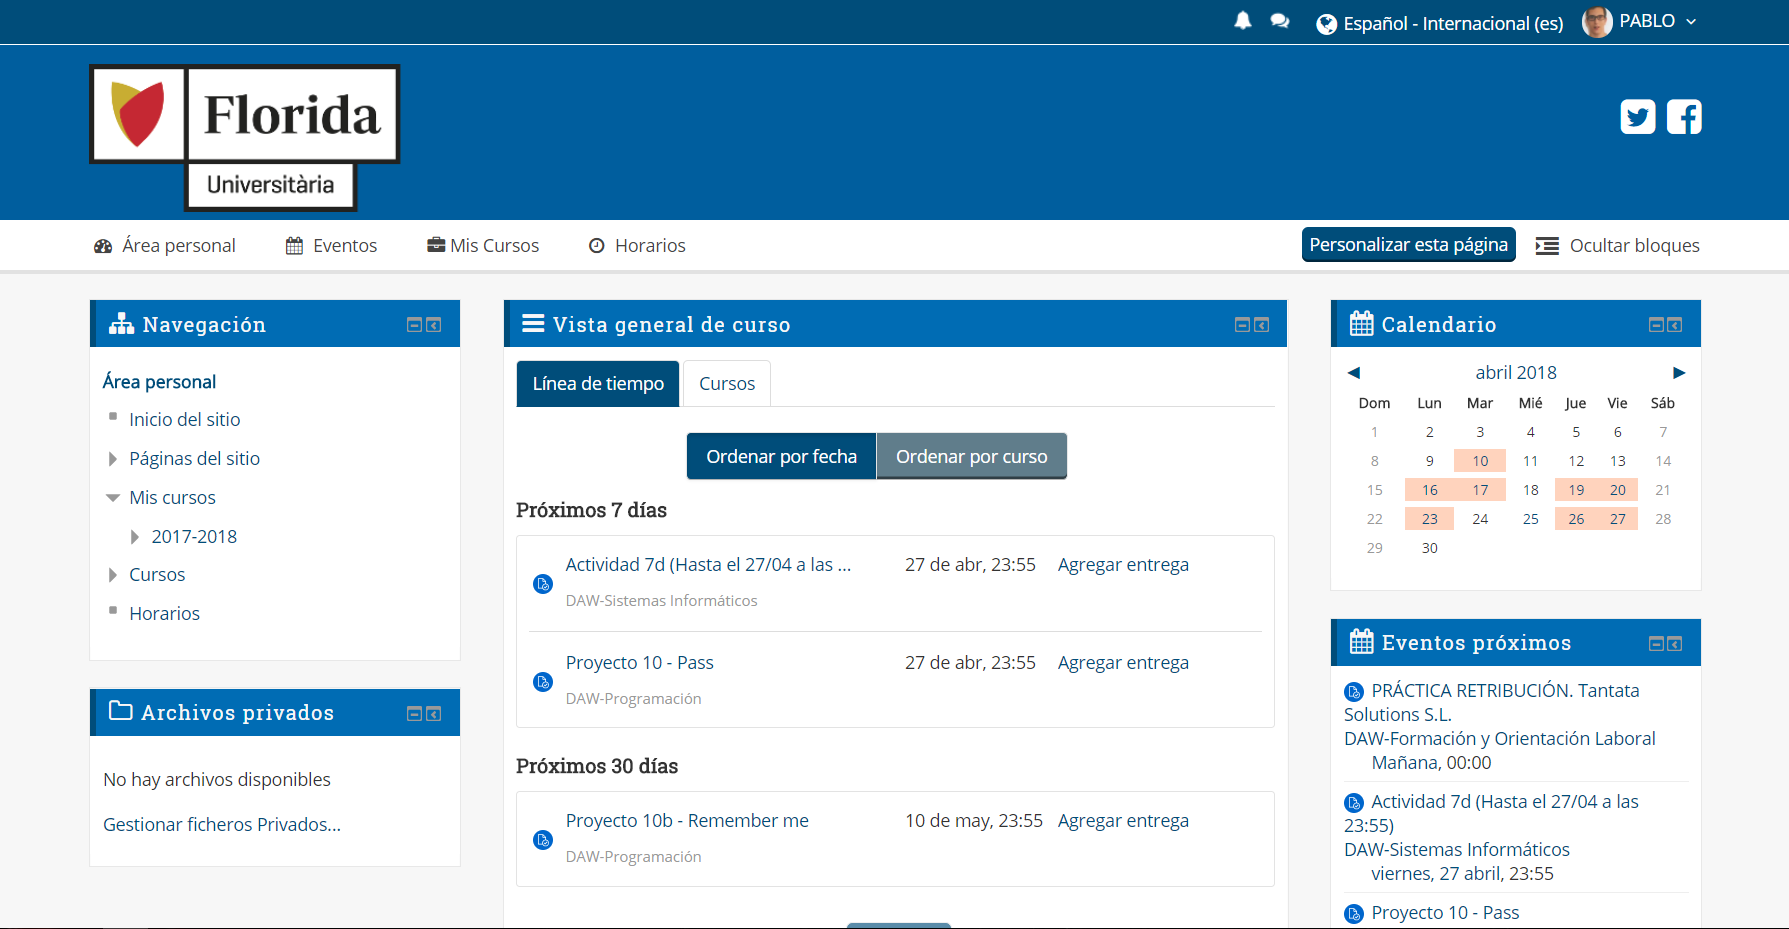 Español - Internacional (es)
PABLO
Florida
Universitària
Área personal
Eventos
Mis Cursos
Horarios
Personalizar esta página
Ocultar bloques
Navegación
Área personal
Inicio del sitio
Páginas del sitio
Mis cursos
2017-2018
Cursos
Horarios
Archivos privados
No hay archivos disponibles
Gestionar ficheros Privados...
Vista general de curso
Línea de tiempo
Cursos
Ordenar por fecha
Ordenar por curso
Próximos 7 días
Actividad 7d (Hasta el 27/04 a las ... 27 de abr, 23:55 Agregar entrega
DAW-Sistemas Informáticos
Proyecto 10 - Pass 27 de abr, 23:55 Agregar entrega
DAW-Programación
Próximos 30 días
Proyecto 10b - Remember me 10 de may, 23:55 Agregar entrega
DAW-Programación
Calendario
abril 2018
Dom Lun Mar Mié Jue Vie Sáb
1 2 3 4 5 6 7
8 9 10 11 12 13 14
15 16 17 18 19 20 21
22 23 24 25 26 27 28
29 30
Eventos próximos
PRÁCTICA RETRIBUCIÓN. Tantata
Solutions S.L.
DAW-Formación y Orientación Laboral
Mañana, 00:00
Actividad 7d (Hasta el 27/04 a las
23:55)
DAW-Sistemas Informáticos
viernes, 27 abril, 23:55
Proyecto 10 - Pass